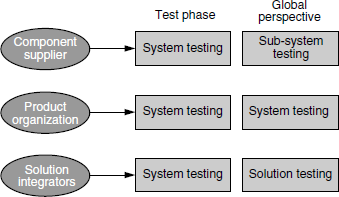 Test phase
Global
perspective
Component
supplier
System testing
Sub-system
testing
Product
organization
System testing
System testing
Solution
integrators
System testing
Solution testing